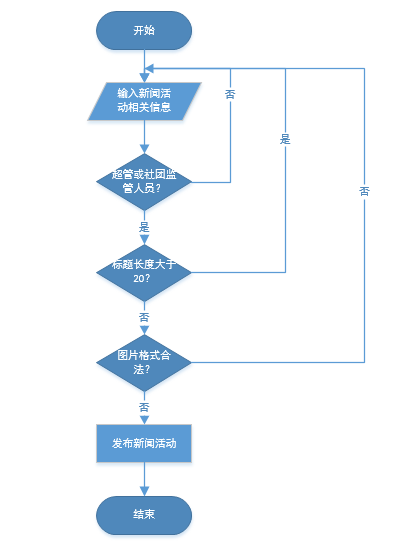 开始
输入新闻活
动相关信息
否
是
超管或社团监
管人员？
否
是
标题长度大于
20？
否
图片格式合
法？
否
发布新闻活动
结束